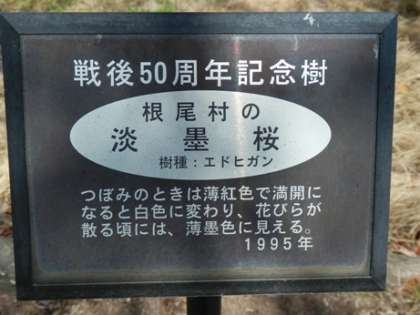 戦後50周年記念樹
根尾村の
淡墨桜
樹種:エドヒガン
つぼみのときは薄紅色で満開に
なると白色に変わり、花びらが
散る頃には、薄墨色に見える。
1995年